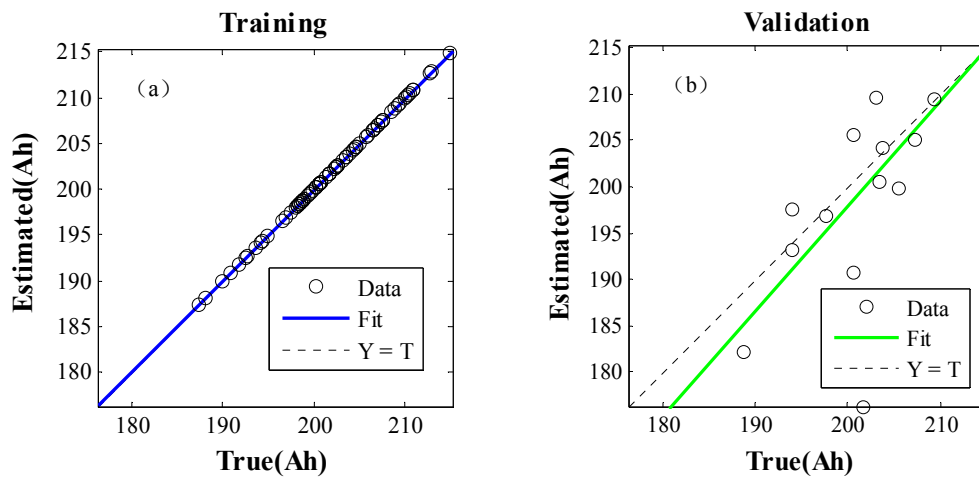 Training
Estimated(Ah)
215
210
205
200
195
190
185
180
(a)
Data
Fit
Y = T
180
190
200
210
True(Ah)
Validation
Estimated(Ah)
215
210
205
200
195
190
185
180
(b)
Data
Fit
Y = T
180
190
200
210
True(Ah)